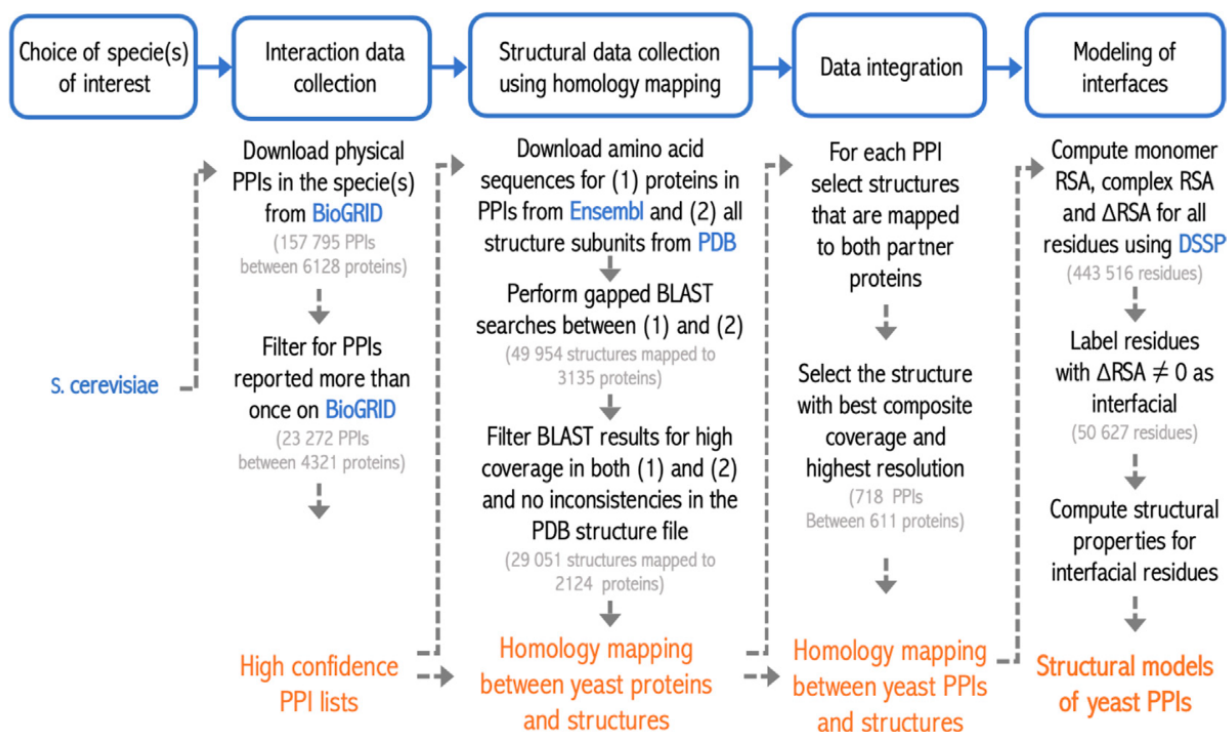 Choice of specie(s)
of interest
Interaction data
collection
Structural data collection
using homology mapping
Data integration
Modeling of
interfaces
S. cerevisiae
Download physical
PPIs in the specie(s)
from BioGRID
(157 795 PPIs
between 6128 proteins)
Filter for PPIs
reported more than
once on BioGRID
(23 272 PPIs
between 4321 proteins)
High confidence
PPI lists
Download amino acid
sequences for (1) proteins in
PPIs from Ensembl and (2) all
structure subunits from PDB
Perform gapped BLAST
searches between (1) and (2)
(49 954 structures mapped to
3135 proteins)
Filter BLAST results for high
coverage in both (1) and (2)
and no inconsistencies in the
PDB structure file
(29 051 structures mapped to
2124 proteins)
Homology mapping
between yeast proteins
and structures
For each PPI
select structures
that are mapped
to both partner
proteins
Select the structure
with best composite
coverage and
highest resolution
(718 PPIs
Between 611 proteins)
Homology mapping
between yeast PPIs
and structures
Compute monomer
RSA, complex RSA
and ΔRSA for all
residues using DSSP
(443 516 residues)
Label residues
with ΔRSA ≠ 0 as
interfacial
(50 627 residues)
Compute structural
properties for
interfacial residues
Structural models
of yeast PPIs